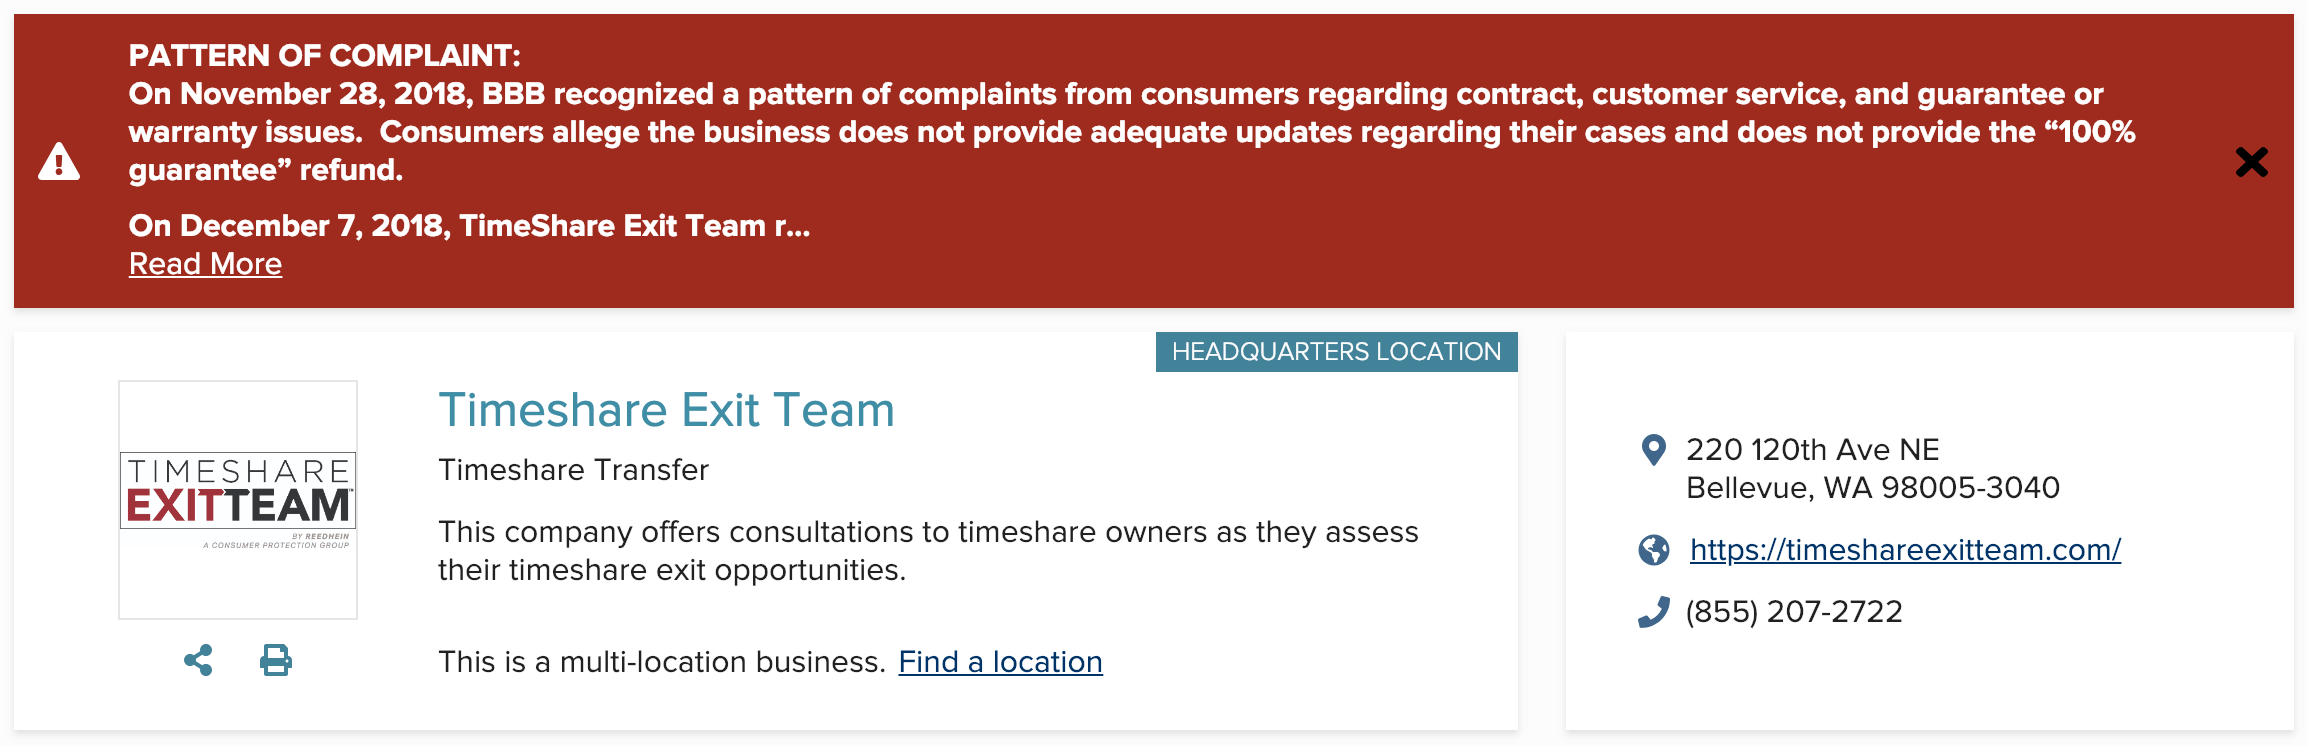 PATTERN OF COMPLAINT:
On November 28, 2018, BBB recognized a pattern of complaints from consumers regarding contract, customer service, and guarantee or
warranty issues.  Consumers allege the business does not provide adequate updates regarding their cases and does not provide the “100%
guarantee” refund.
On December 7, 2018, TimeShare Exit Team r...
Read More
HEADQUARTERS LOCATION
TIMESHARE
EXITTEAM™
BY REEDHEIN
A CONSUMER PROTECTION GROUP
Timeshare Exit Team
Timeshare Transfer
This company offers consultations to timeshare owners as they assess
their timeshare exit opportunities.
This is a multi-location business. Find a location
220 120th Ave NE
Bellevue, WA 98005-3040
https://timeshareexitteam.com/
(855) 207-2722